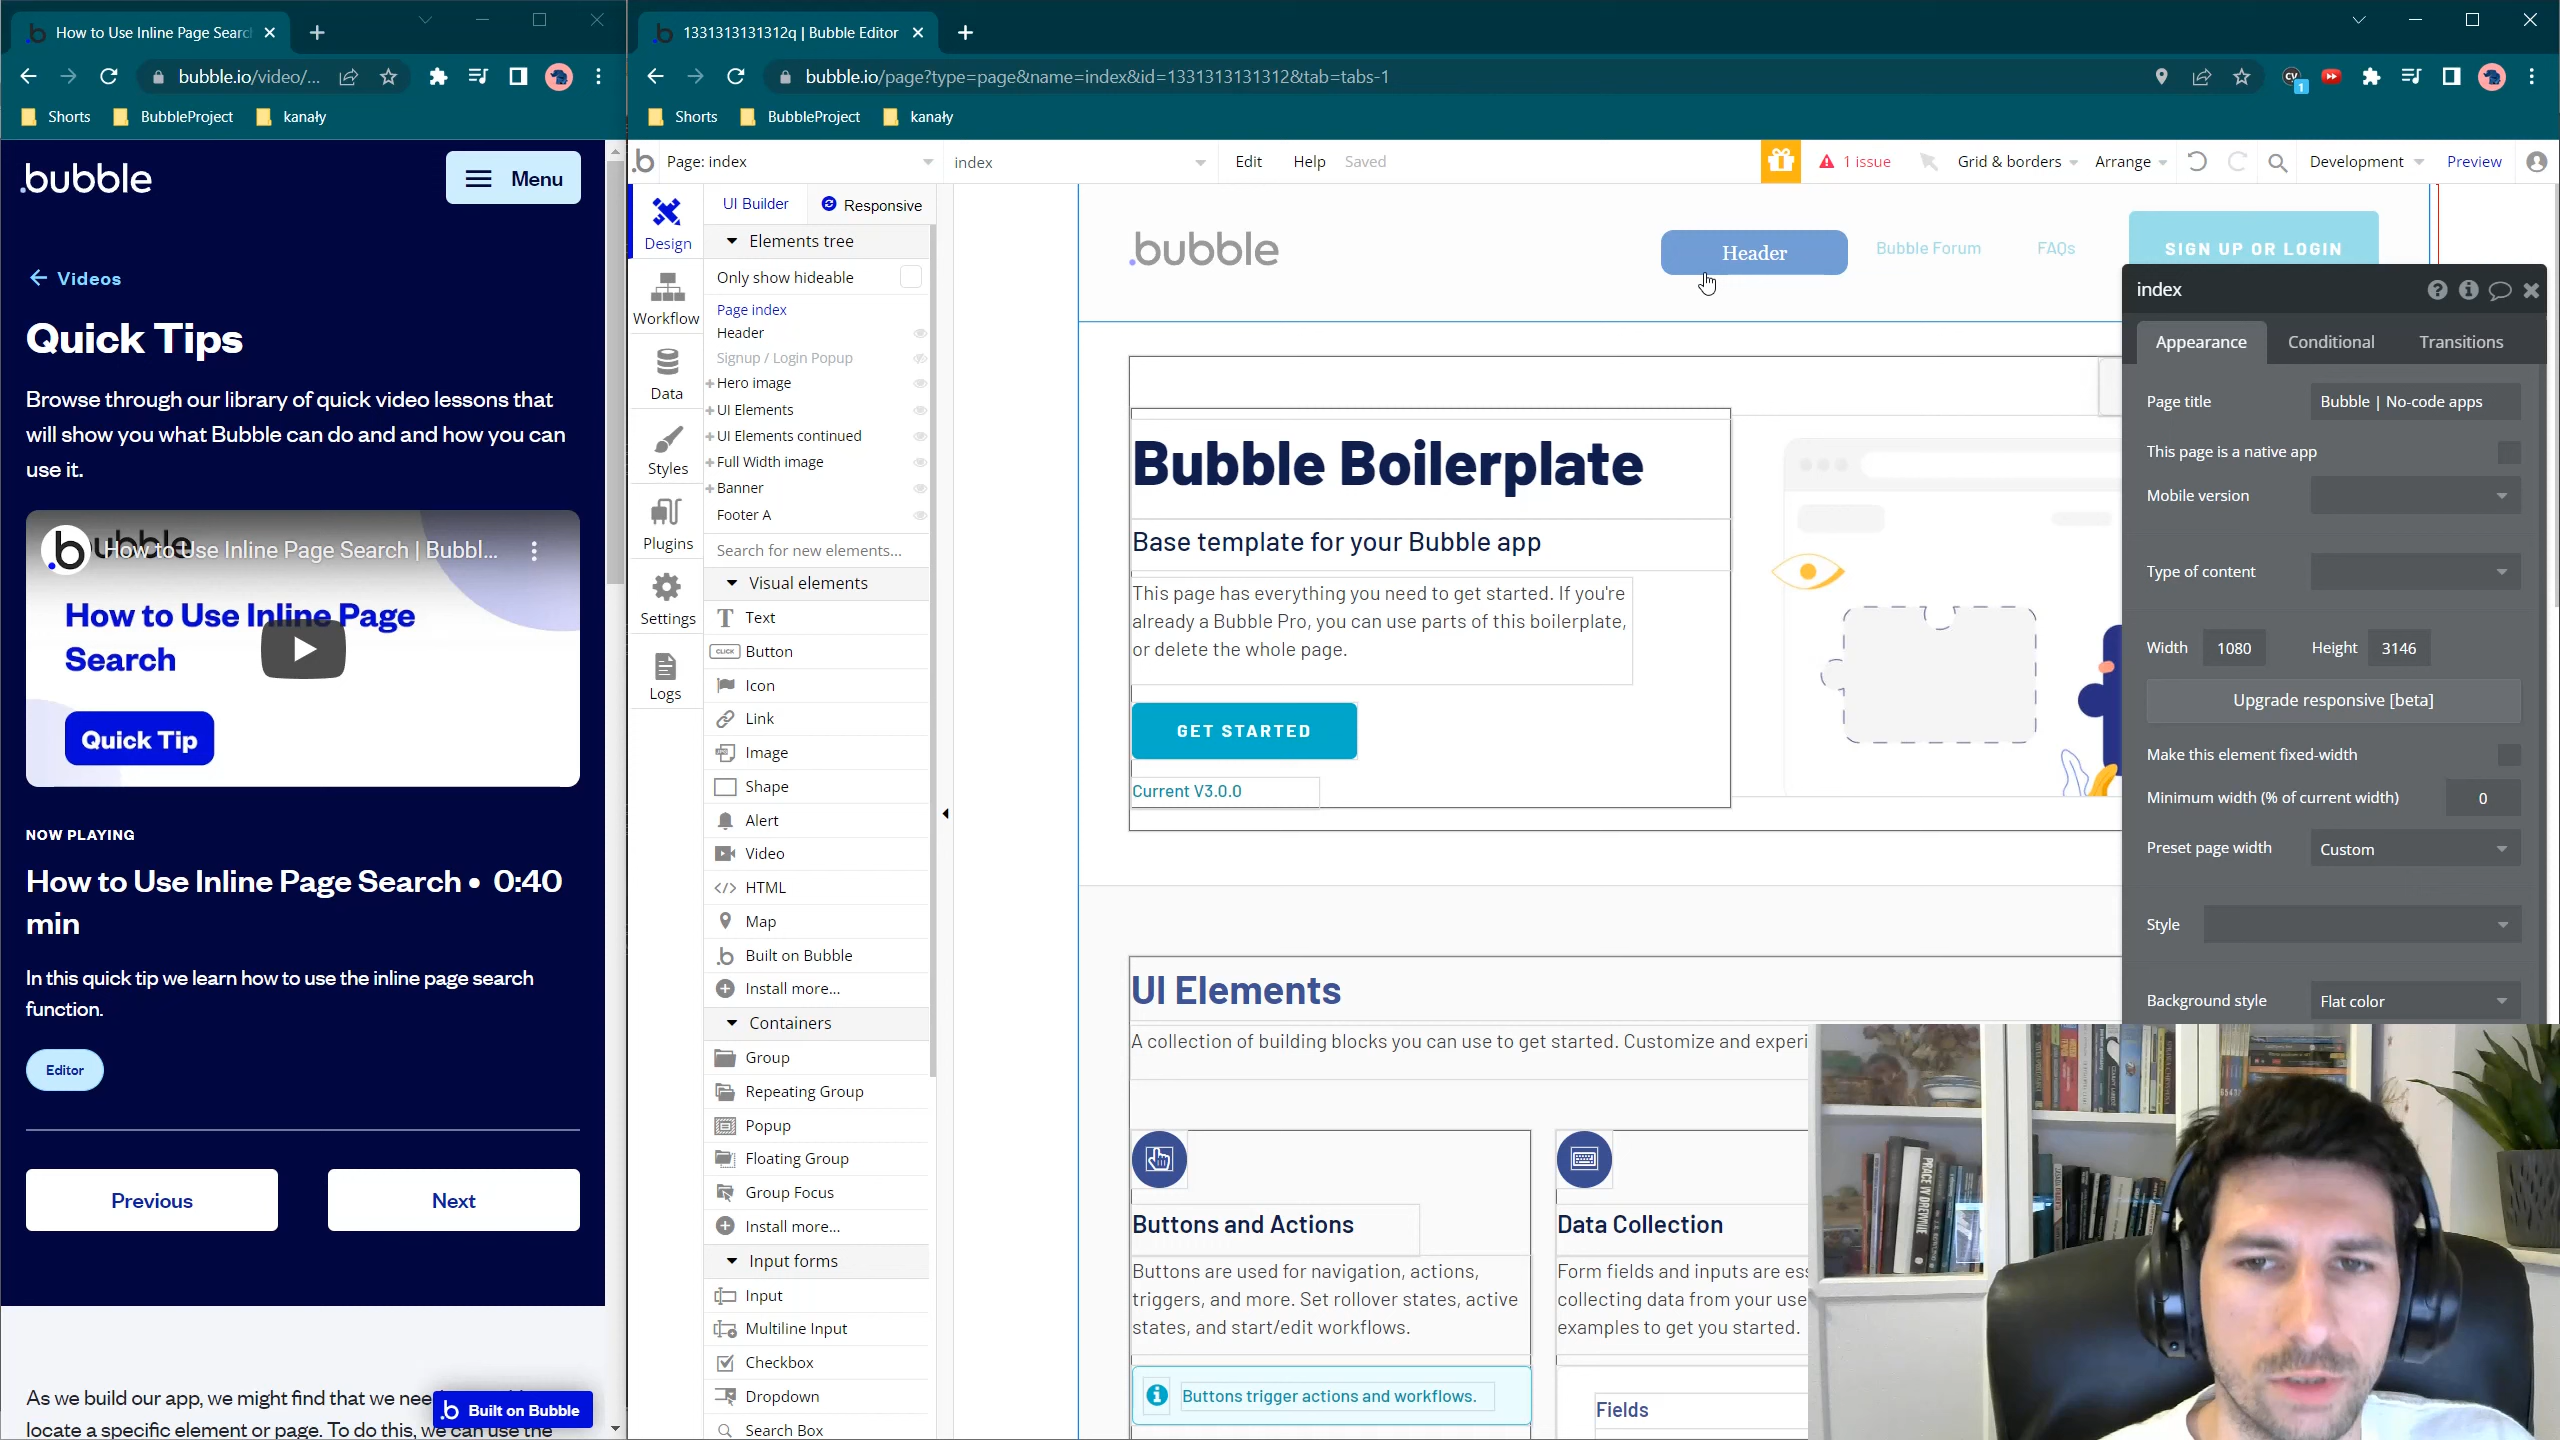 How to Use Inline Page Searc
bubble.io/video/...
Shorts
BubbleProject
kanały
.bubble
Menu
Videos
Quick Tips
Browse through our library of quick video lessons that
will show you what Bubble can do and and how you can
use it.
How to Use Inline Page Search | Bubbl...
How to Use Inline Page
Search
Quick Tip
NOW PLAYING
How to Use Inline Page Search • 0:40
min
In this quick tip we learn how to use the inline page search
function.
Editor
Previous
Next
As we build our app, we might find that we nee
locate a specific element or page. To do this, we can use the
Built on Bubble
1331313131312q | Bubble Editor
bubble.io/page?type=page&name=index&id=1331313131312&tab=tabs-1
Shorts
BubbleProject
kanały
1
Page: index
index
Edit
Help
Saved
1 issue
Grid & borders
Arrange
Development
Preview
Design
Workflow
Data
Styles
Plugins
Settings
Logs
UI Builder
Responsive
Elements tree
Only show hideable
Page index
Header
Signup / Login Popup
Hero image
UI Elements
UI Elements continued
Full Width image
Banner
Footer A
Search for new elements...
Visual elements
Text
CLICK
Button
Icon
Link
Image
Shape
Alert
Video
HTML
Map
Built on Bubble
Install more...
Containers
Group
Repeating Group
Popup
Floating Group
Group Focus
Install more...
Input forms
Input
Multiline Input
Checkbox
Dropdown
Search Box
.bubble
Header
Bubble Forum
FAQs
SIGN UP OR LOGIN
Bubble Boilerplate
Base template for your Bubble app
This page has everything you need to get started. If you're
already a Bubble Pro, you can use parts of this boilerplate,
or delete the whole page.
GET STARTED
Current V3.0.0
UI Elements
A collection of building blocks you can use to get started. Customize and experi
Buttons and Actions
Buttons are used for navigation, actions,
triggers, and more. Set rollover states, active
states, and start/edit workflows.
Buttons trigger actions and workflows.
Data Collection
Form fields and inputs are es
collecting data from your use
examples to get you started.
Fields
index
Appearance
Conditional
Transitions
Page title
Bubble | No-code apps
This page is a native app
Mobile version
Type of content
Width
1080
Height
3146
Upgrade responsive [beta]
Make this element fixed-width
Minimum width (% of current width)
0
Preset page width
Custom
Style
Background style
Flat color